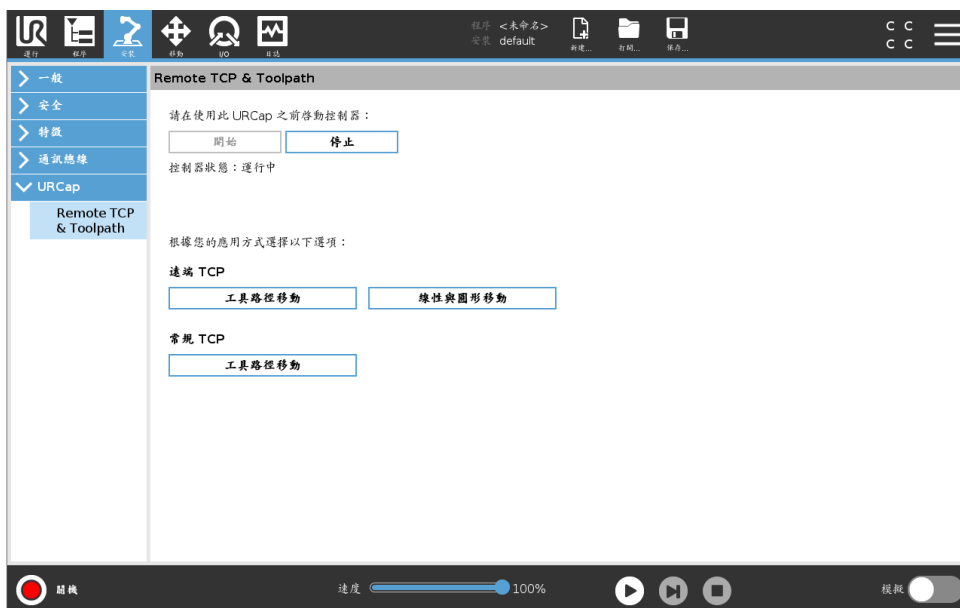 UR
運行
程序
安裝
移動
I/O
日誌
程序 <未命名>
安裝 default
新建...
打開...
保存...
C C
C C
一般
安全
特徵
通訊總線
URCap
Remote TCP
& Toolpath
Remote TCP & Toolpath
請在使用此 URCap 之前啓動控制器：
開始
停止
控制器狀態：運行中
根據您的應用方式選擇以下選項：
遠端 TCP
工具路徑移動
線性與圓形移動
常規 TCP
工具路徑移動
關機
速度
100%
模擬